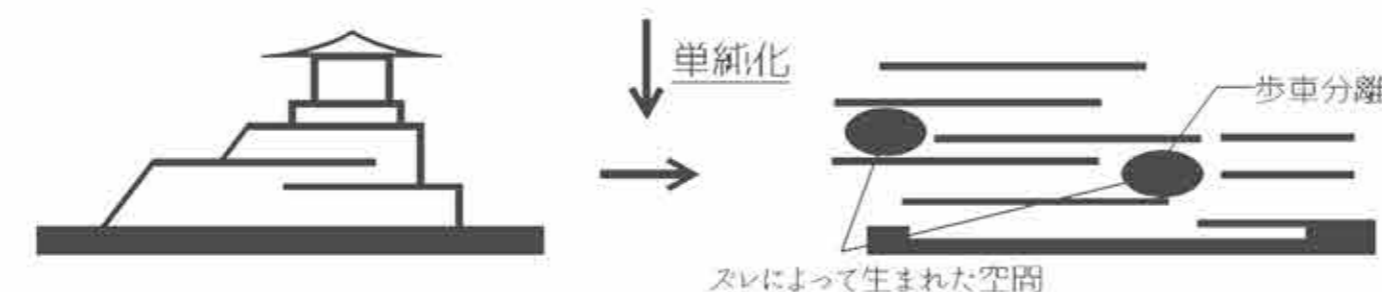 単純化
歩車分離
ズレによって生まれた空間